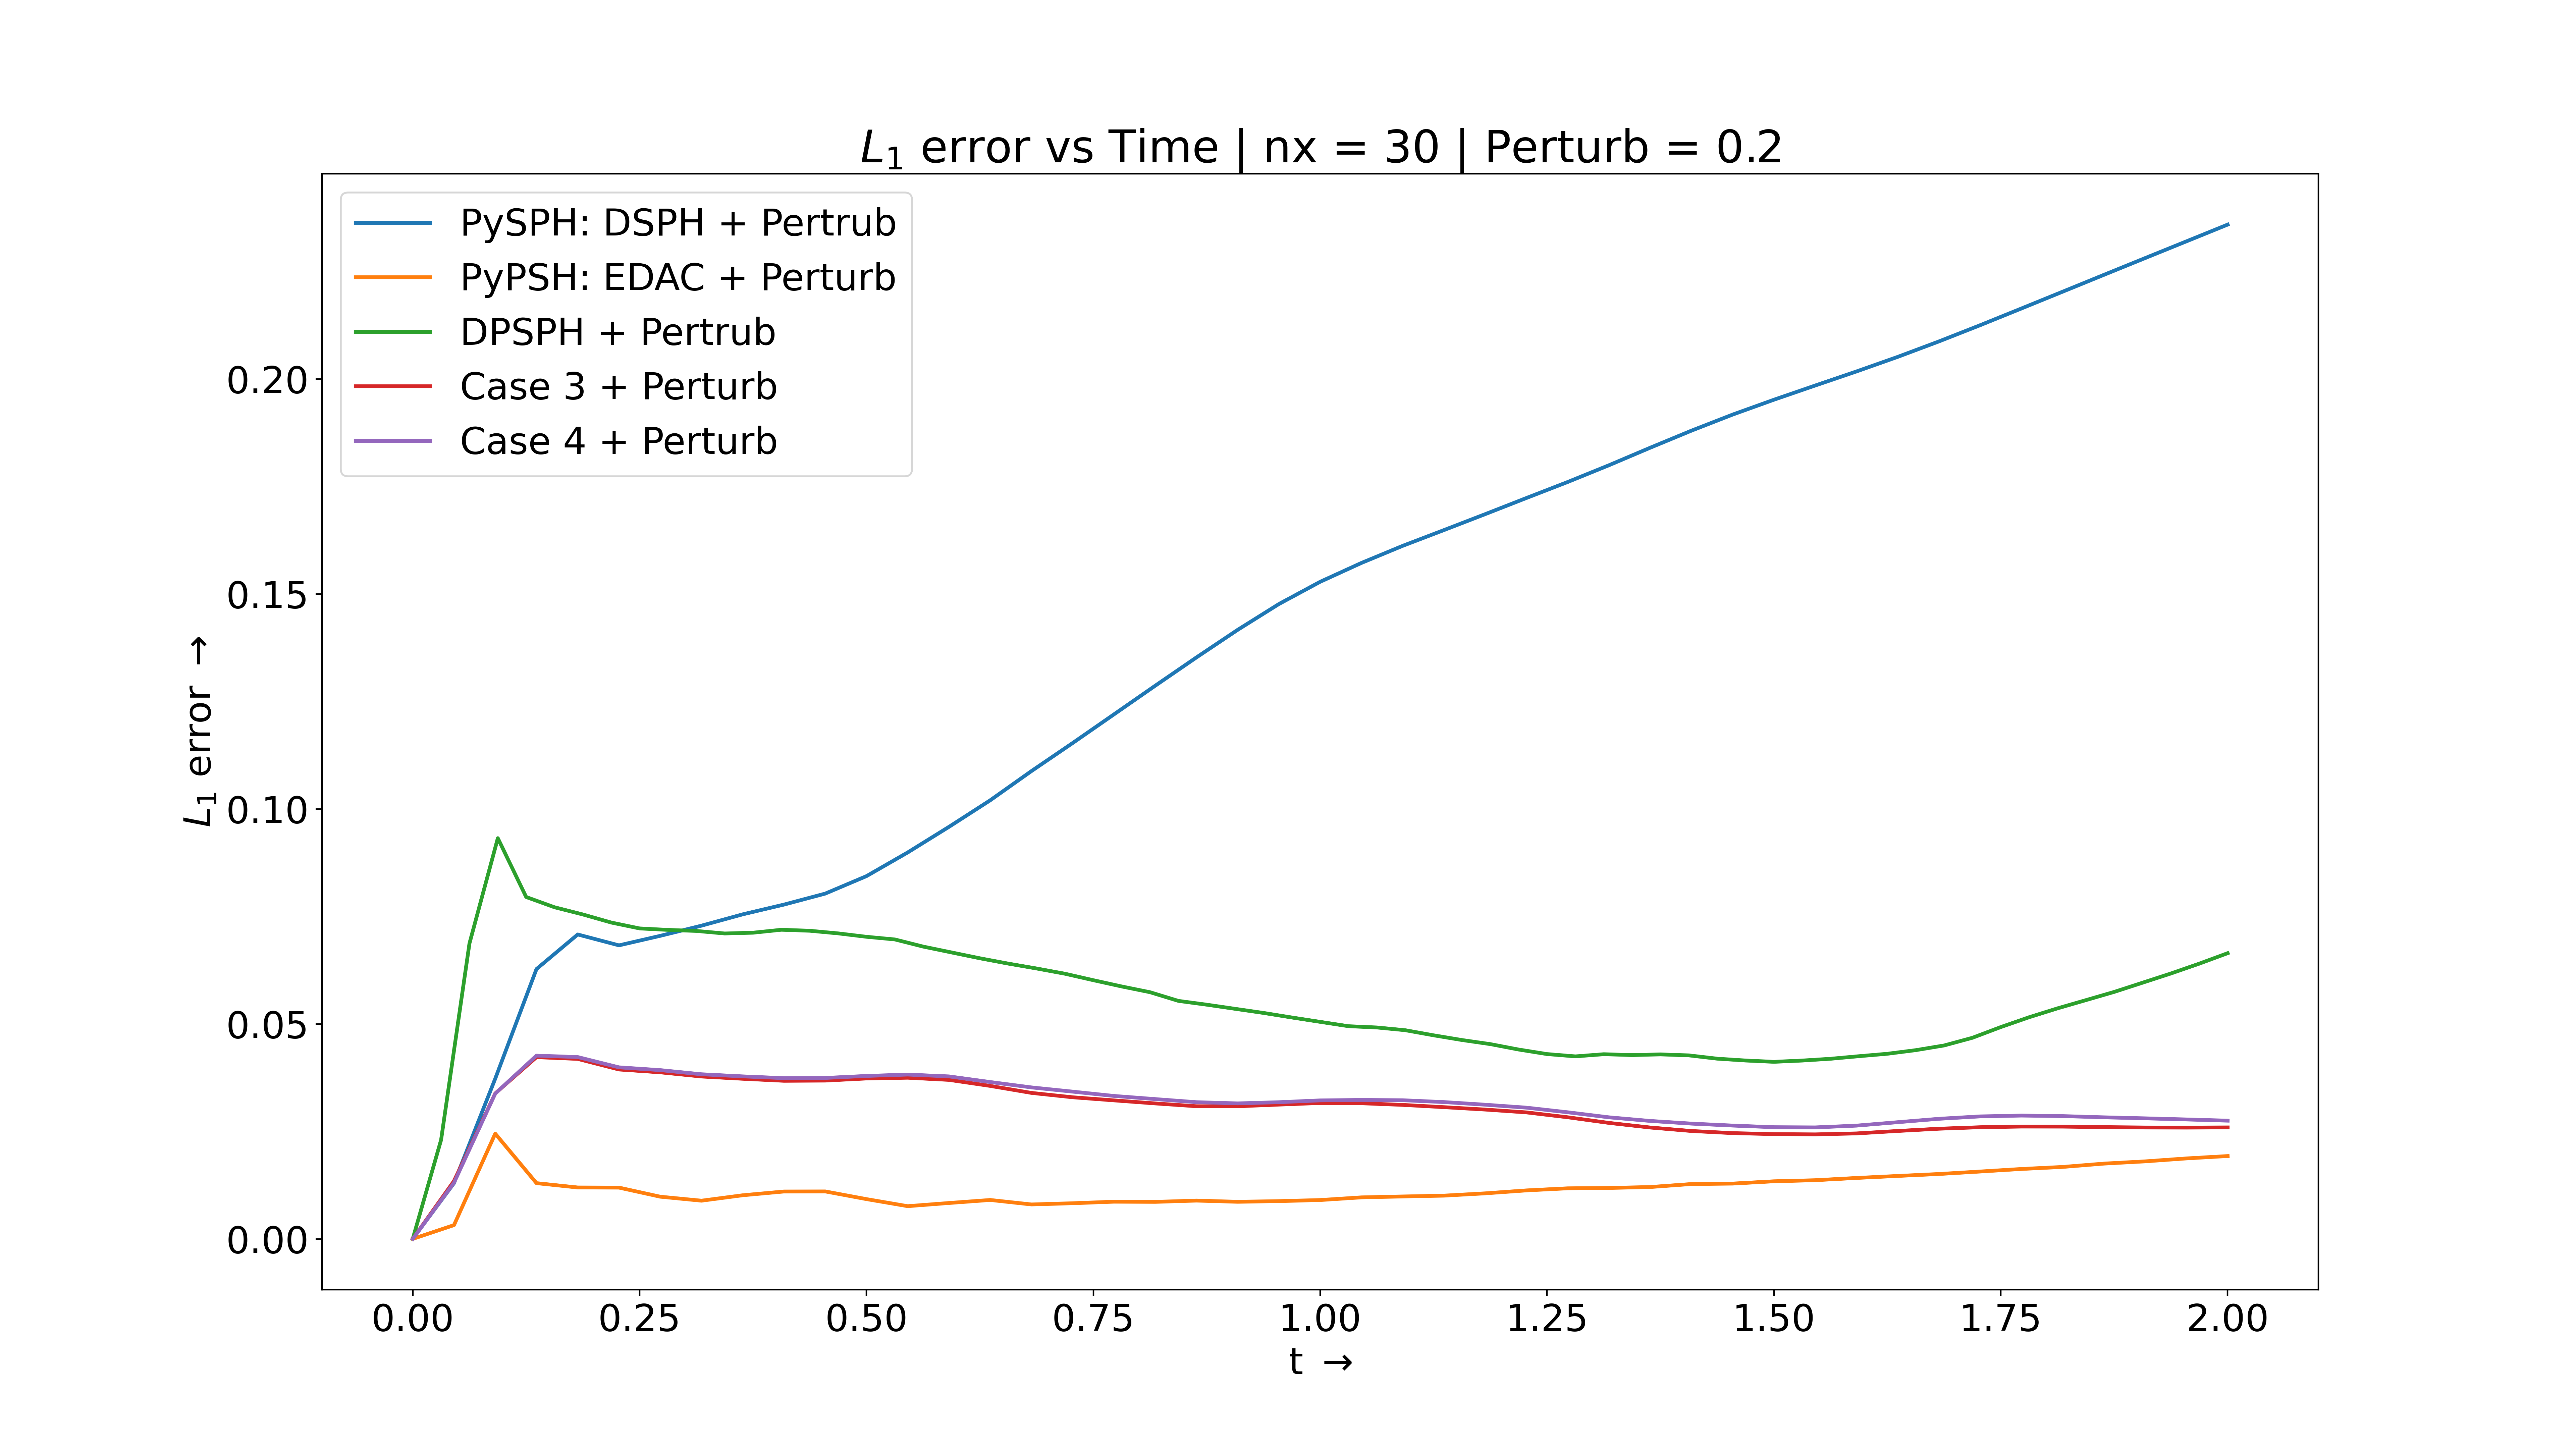 L₁ error vs Time | nx = 30 | Perturb = 0.2
PySPH: DSPH + Pertrub
PyPSH: EDAC + Perturb
DPSPH + Pertrub
Case 3 + Perturb
Case 4 + Perturb
L₁ error →
0.20
0.15
0.10
0.05
0.00
0.00 0.25 0.50 0.75 1.00 1.25 1.50 1.75 2.00
t →